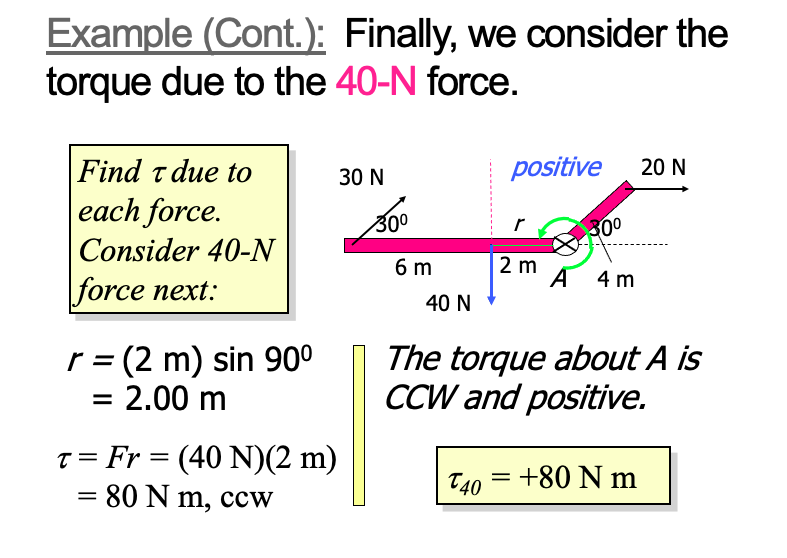 Example (Cont.): Finally, we consider the
torque due to the 40-N force.
Find τ due to
each force.
Consider 40-N
force next:
positive
20 N
30 N
30⁰
r
30⁰
6 m
2 m
A
4 m
40 N
r = (2 m) sin 90⁰
= 2.00 m
τ = Fr = (40 N)(2 m)
= 80 N m, ccw
The torque about A is
CCW and positive.
τ40 = +80 N m